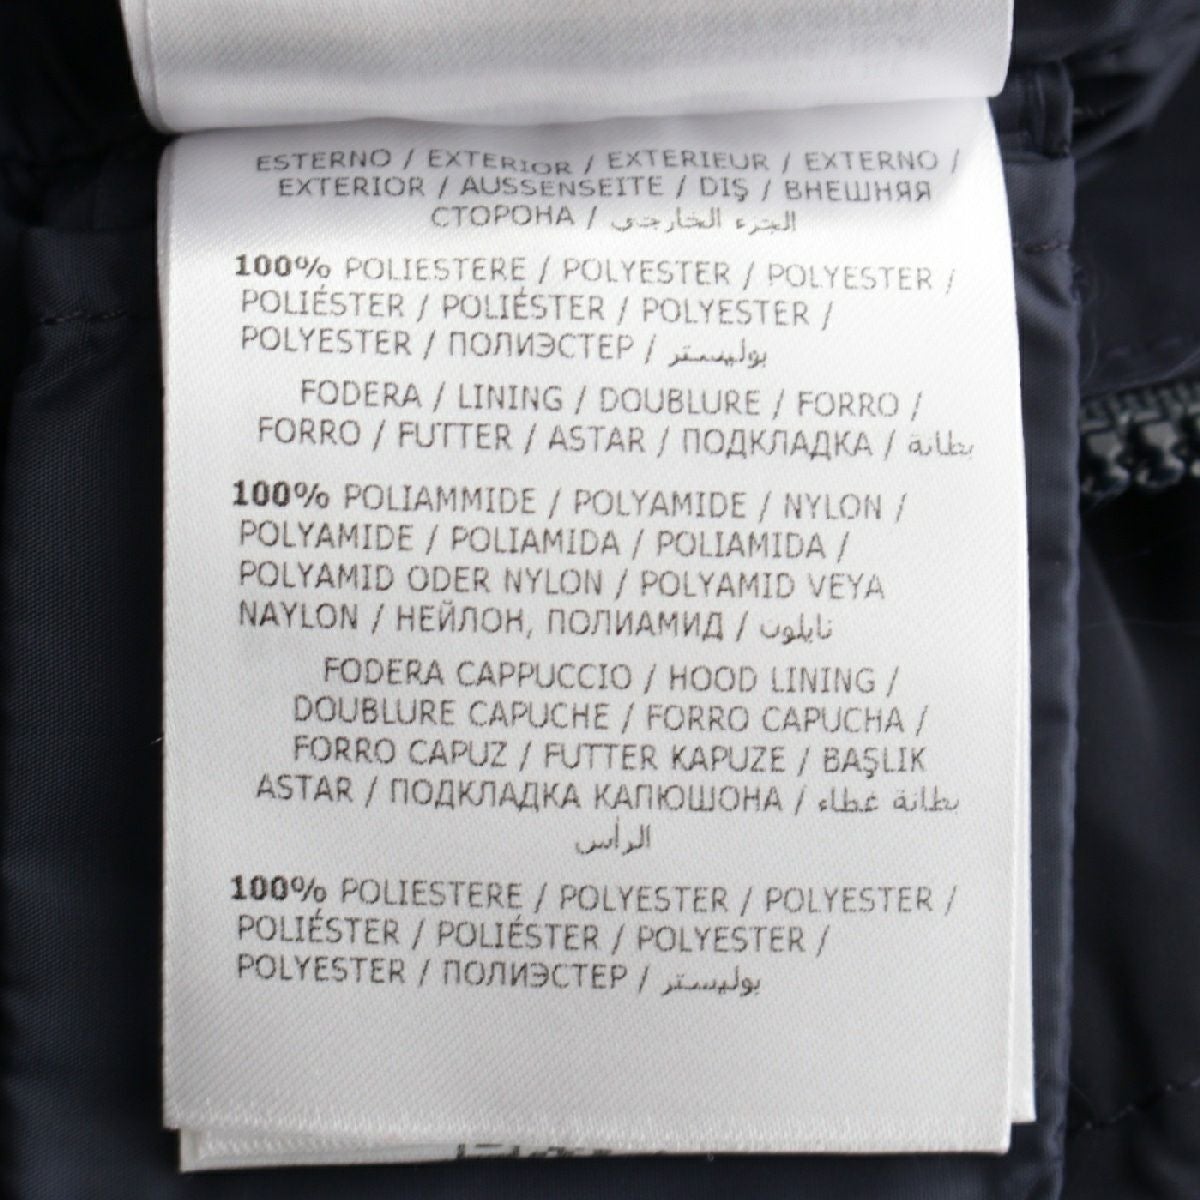 ESTERNO / EXTERIOR / EXTERIEUR / EXTERNO /
EXTERIOR / AUSSENSEITE / DIŞ / ВНЕШНЯЯ
СТОРОНА / الجزء الخارجي
100% POLIESTERE / POLYESTER / POLYESTER /
POLIÉSTER / POLIÉSTER / POLYESTER /
POLYESTER / ПОЛИЭСТЕР / بوليستر
FODERA / LINING / DOUBLURE / FORRO /
FORRO / FUTTER / ASTAR / ПОДКЛАДКА / بطانة
100% POLIAMMIDE / POLYAMIDE / NYLON /
POLYAMIDE / POLIAMIDA / POLIAMIDA /
POLYAMID ODER NYLON / POLYAMID VEYA
NAYLON / НЕЙЛОН, ПОЛИАМИД / نايلون
FODERA CAPPUCCIO / HOOD LINING /
DOUBLURE CAPUCHE / FORRO CAPUCHA /
FORRO CAPUZ / FUTTER KAPUZE / BAŞLIK
ASTAR / ПОДКЛАДКА КАПЮШОНА / بطانة غطاء
الرأس
100% POLIESTERE / POLYESTER / POLYESTER /
POLIÉSTER / POLIÉSTER / POLYESTER /
POLYESTER / ПОЛИЭСТЕР / بوليستر